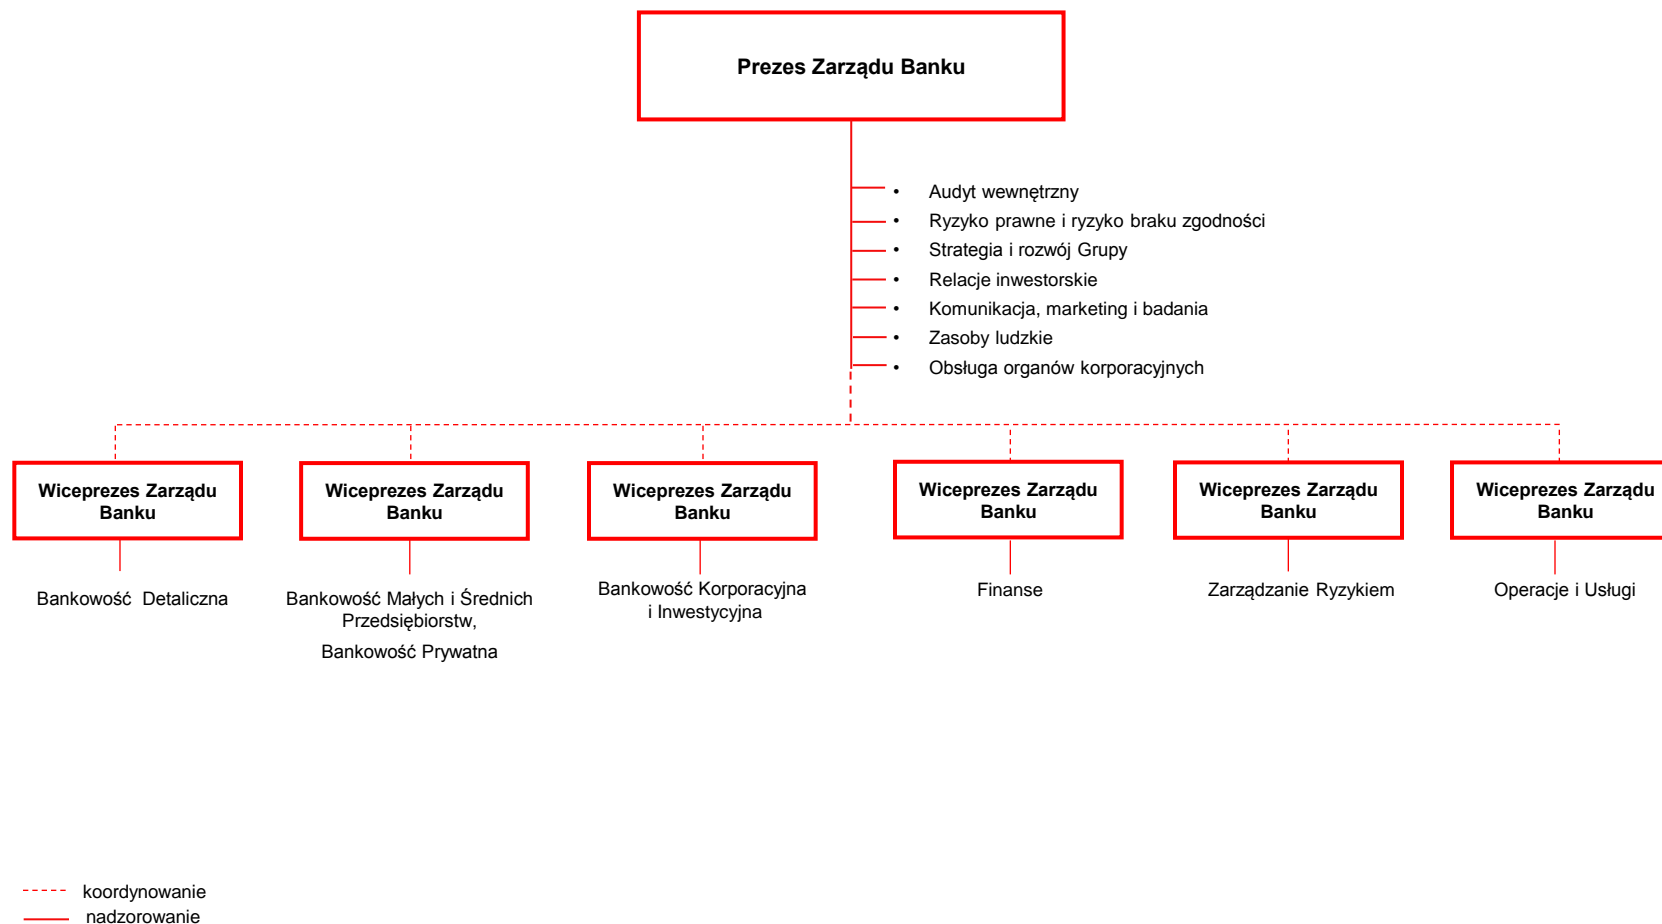 Prezes Zarządu Banku
• Audyt wewnętrzny
• Ryzyko prawne i ryzyko braku zgodności
• Strategia i rozwój Grupy
• Relacje inwestorskie
• Komunikacja, marketing i badania
• Zasoby ludzkie
• Obsługa organów korporacyjnych
Wiceprezes Zarządu
Banku
Bankowość Detaliczna
Wiceprezes Zarządu
Banku
Bankowość Małych i Średnich
Przedsiębiorstw,
Bankowość Prywatna
Wiceprezes Zarządu
Banku
Bankowość Korporacyjna
i Inwestycyjna
Wiceprezes Zarządu
Banku
Finanse
Wiceprezes Zarządu
Banku
Zarządzanie Ryzykiem
Wiceprezes Zarządu
Banku
Operacje i Usługi
koordynowanie
nadzorowanie